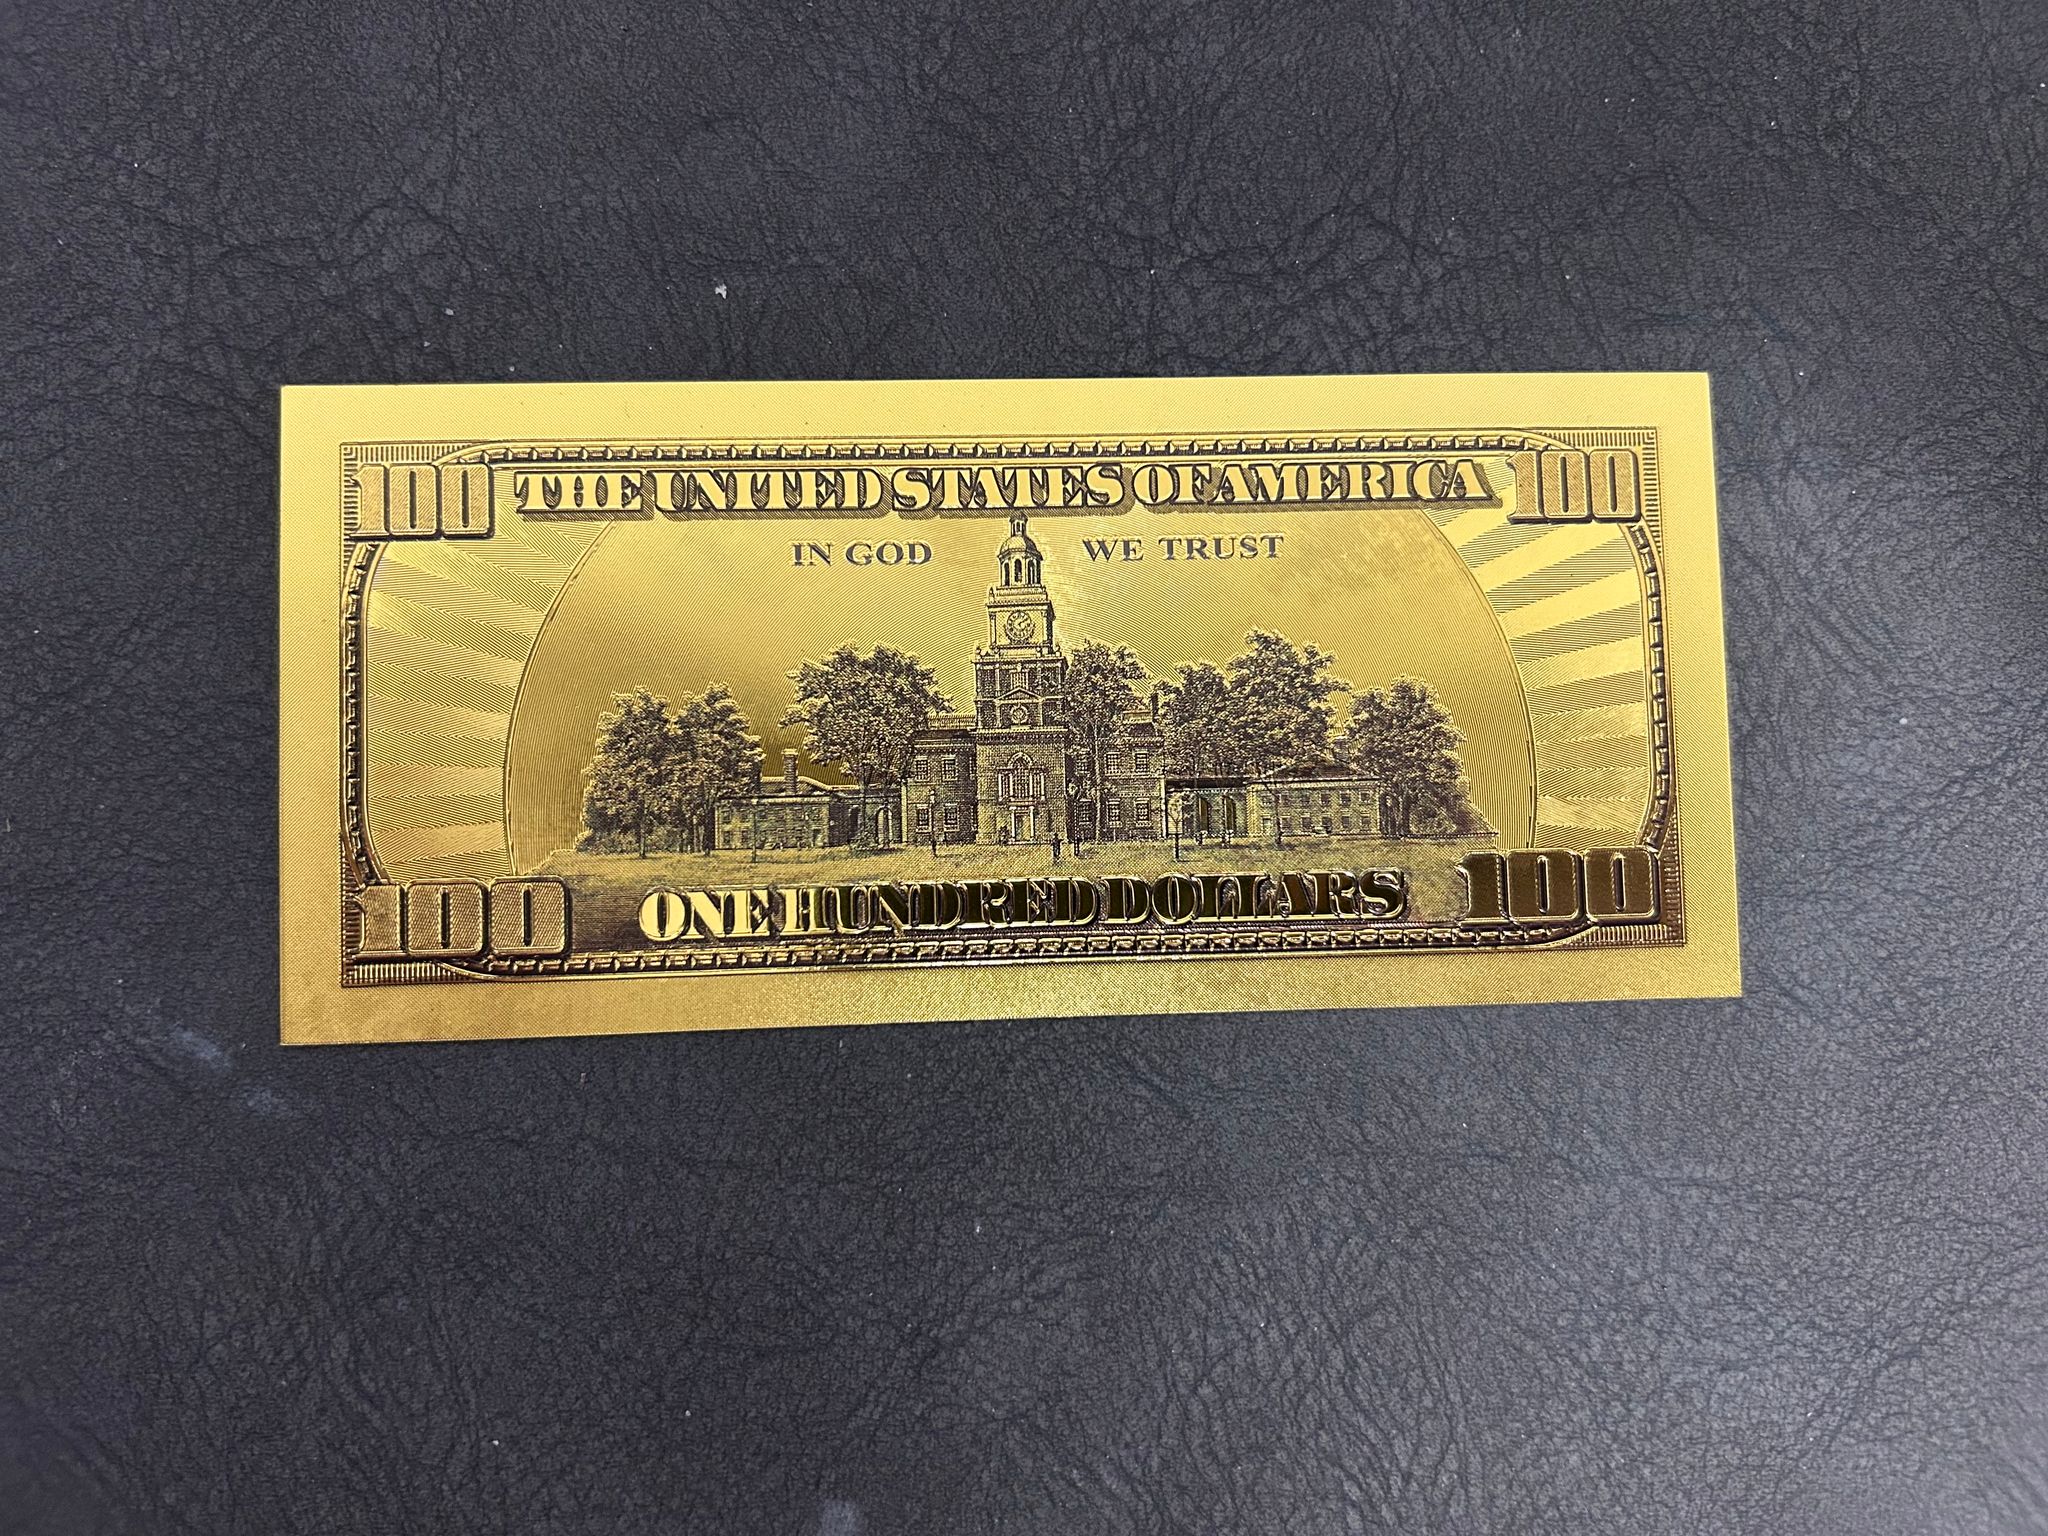 100 THE UNITED STATES OF AMERICA 100
IN GOD WE TRUST
100 ONE HUNDRED DOLLARS 100